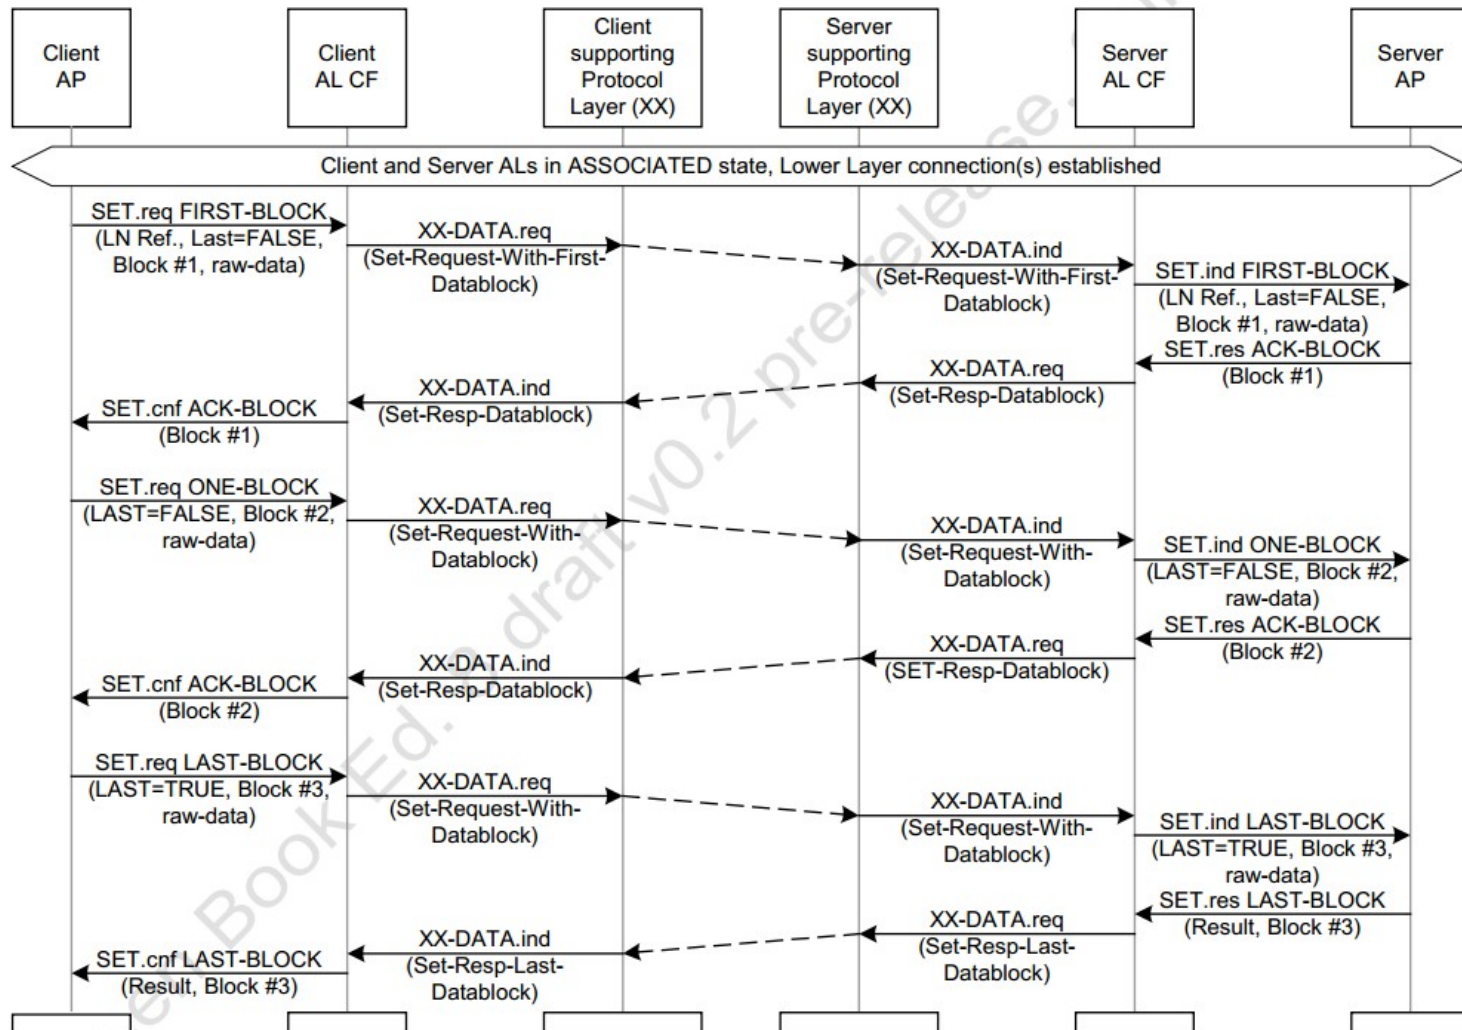 Client
AP
Client
AL CF
Client
supporting
Protocol
Layer (XX)
Server
supporting
Protocol
Layer (XX)
Server
AL CF
Server
AP
Client and Server ALs in ASSOCIATED state, Lower Layer connection(s) established
SET.req FIRST-BLOCK
(LN Ref., Last=FALSE,
Block #1, raw-data)
XX-DATA.req
(Set-Request-With-First-
Datablock)
XX-DATA.ind
(Set-Request-With-First-
Datablock)
SET.ind FIRST-BLOCK
(LN Ref., Last=FALSE,
Block #1, raw-data)
SET.res ACK-BLOCK
(Block #1)
XX-DATA.req
(Set-Resp-Datablock)
XX-DATA.ind
(Set-Resp-Datablock)
SET.cnf ACK-BLOCK
(Block #1)
SET.req ONE-BLOCK
(LAST=FALSE, Block #2,
raw-data)
XX-DATA.req
(Set-Request-With-
Datablock)
XX-DATA.ind
(Set-Request-With-
Datablock)
SET.ind ONE-BLOCK
(LAST=FALSE, Block #2,
raw-data)
SET.res ACK-BLOCK
(Block #2)
XX-DATA.req
(SET-Resp-Datablock)
XX-DATA.ind
(Set-Resp-Datablock)
SET.cnf ACK-BLOCK
(Block #2)
SET.req LAST-BLOCK
(LAST=TRUE, Block #3,
raw-data)
XX-DATA.req
(Set-Request-With-
Datablock)
XX-DATA.ind
(Set-Request-With-
Datablock)
SET.ind LAST-BLOCK
(LAST=TRUE, Block #3,
raw-data)
SET.res LAST-BLOCK
(Result, Block #3)
XX-DATA.req
(Set-Resp-Last-
Datablock)
XX-DATA.ind
(Set-Resp-Last-
Datablock)
SET.cnf LAST-BLOCK
(Result, Block #3)
en Book Ed. draft v0.2 pre-release.